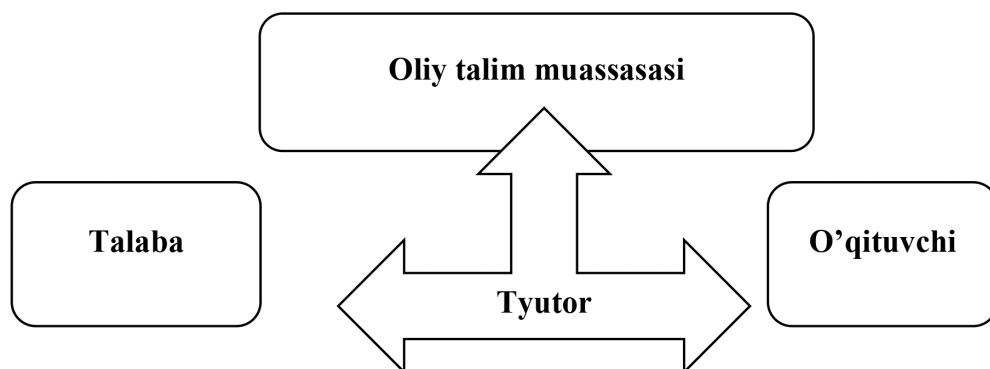 Oliy talim muassasasi
Talaba
O’qituvchi
Tyutor